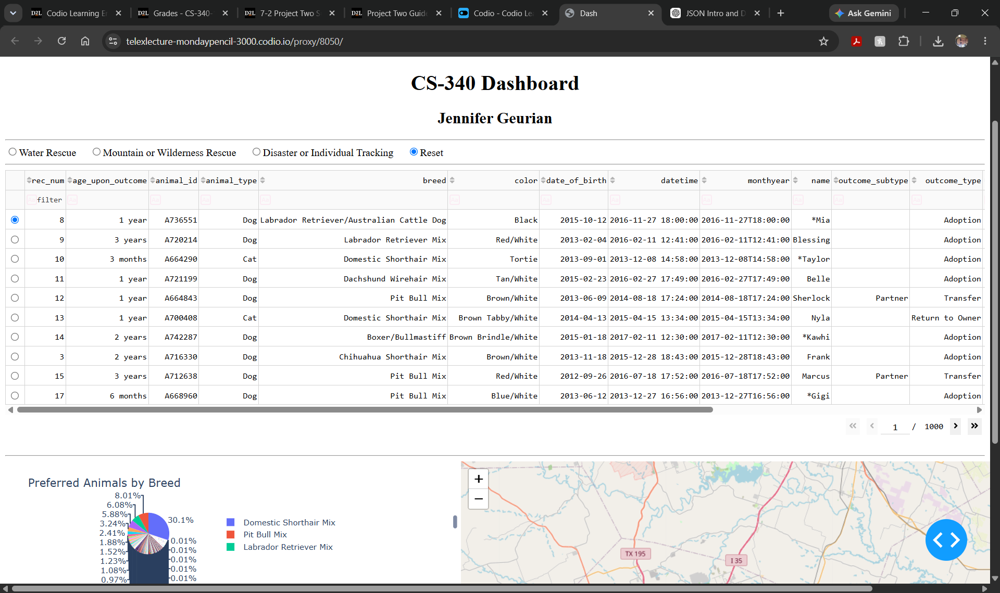 Codio Learning E
Grades - CS-340-
7-2 Project Two S
Project Two Guid
Codio - Codio Le
Dash
JSON Intro and D
Ask Gemini
telexlecture-mondaypencil-3000.codio.io/proxy/8050/
CS-340 Dashboard
Jennifer Geurian
Water Rescue Mountain or Wilderness Rescue Disaster or Individual Tracking Reset
rec_num age_upon_outcome animal_id animal_type breed color date_of_birth datetime monthyear name outcome_subtype outcome_type
Aa filter Aa Aa Aa Aa Aa Aa Aa Aa Aa Aa Aa
8 1 year A736551 Dog Labrador Retriever/Australian Cattle Dog Black 2015-10-12 2016-11-27 18:00:00 2016-11-27T18:00:00 *Mia Adoption
9 3 years A720214 Dog Labrador Retriever Mix Red/White 2013-02-04 2016-02-11 12:41:00 2016-02-11T12:41:00 Blessing Adoption
10 3 months A664290 Cat Domestic Shorthair Mix Tortie 2013-09-01 2013-12-08 14:58:00 2013-12-08T14:58:00 *Taylor Adoption
11 1 year A721199 Dog Dachshund Wirehair Mix Tan/White 2015-02-23 2016-02-27 17:49:00 2016-02-27T17:49:00 Belle Adoption
12 1 year A664843 Dog Pit Bull Mix Brown/White 2013-06-09 2014-08-18 17:24:00 2014-08-18T17:24:00 Sherlock Partner Transfer
13 1 year A700408 Cat Domestic Shorthair Mix Brown Tabby/White 2014-04-13 2015-04-15 13:34:00 2015-04-15T13:34:00 Nyla Return to Owner
14 2 years A742287 Dog Boxer/Bullmastiff Brown Brindle/White 2015-01-18 2017-02-11 12:30:00 2017-02-11T12:30:00 *Kawhi Adoption
3 2 years A716330 Dog Chihuahua Shorthair Mix Brown/White 2013-11-18 2015-12-28 18:43:00 2015-12-28T18:43:00 Frank Adoption
15 3 years A712638 Dog Pit Bull Mix Red/White 2012-09-26 2016-07-18 17:52:00 2016-07-18T17:52:00 Marcus Partner Transfer
17 6 months A668960 Dog Pit Bull Mix Blue/White 2013-06-12 2013-12-27 16:56:00 2013-12-27T16:56:00 *Gigi Adoption
1 / 1000
Preferred Animals by Breed
8.01%
6.08%
5.88%
3.24%
2.41%
1.88%
1.52%
1.23%
1.08%
0.97%
30.1%
0.01%
0.01%
0.01%
0.01%
0.01%
Domestic Shorthair Mix
Pit Bull Mix
Labrador Retriever Mix
+
−
TX 195
I 35